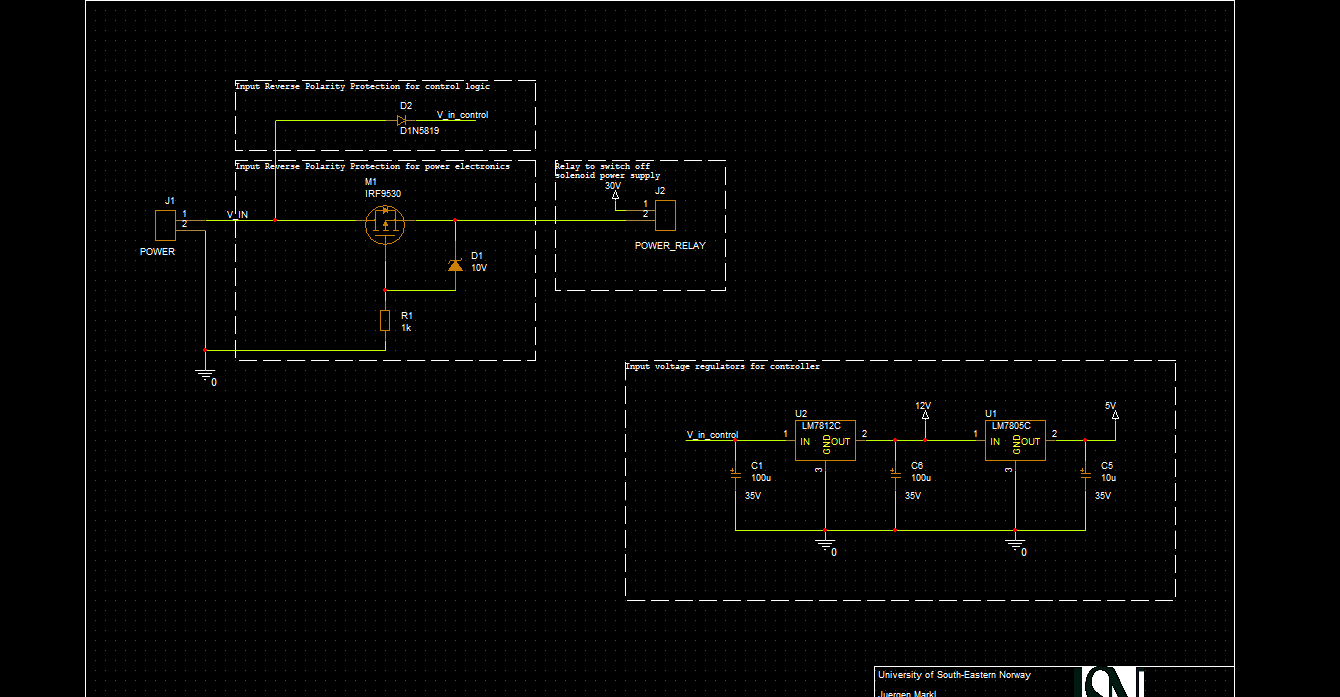 Input Reverse Polarity Protection for control logic
D2
V_in_control
D1N5819
Input Reverse Polarity Protection for power electronics
M1
IRF9530
Relay to switch off
solenoid power supply
30V
J2
1
2
POWER_RELAY
J1
1
2
V_IN
POWER
D1
10V
R1
1k
0
Input voltage regulators for controller
12V
5V
U2
LM7812C
U1
LM7805C
V_in_control
1
IN
GND
OUT
2
3
1
IN
GND
OUT
2
3
C1
100u
35V
C6
100u
35V
C5
10u
35V
0
0
University of South-Eastern Norway
Juergen Markl